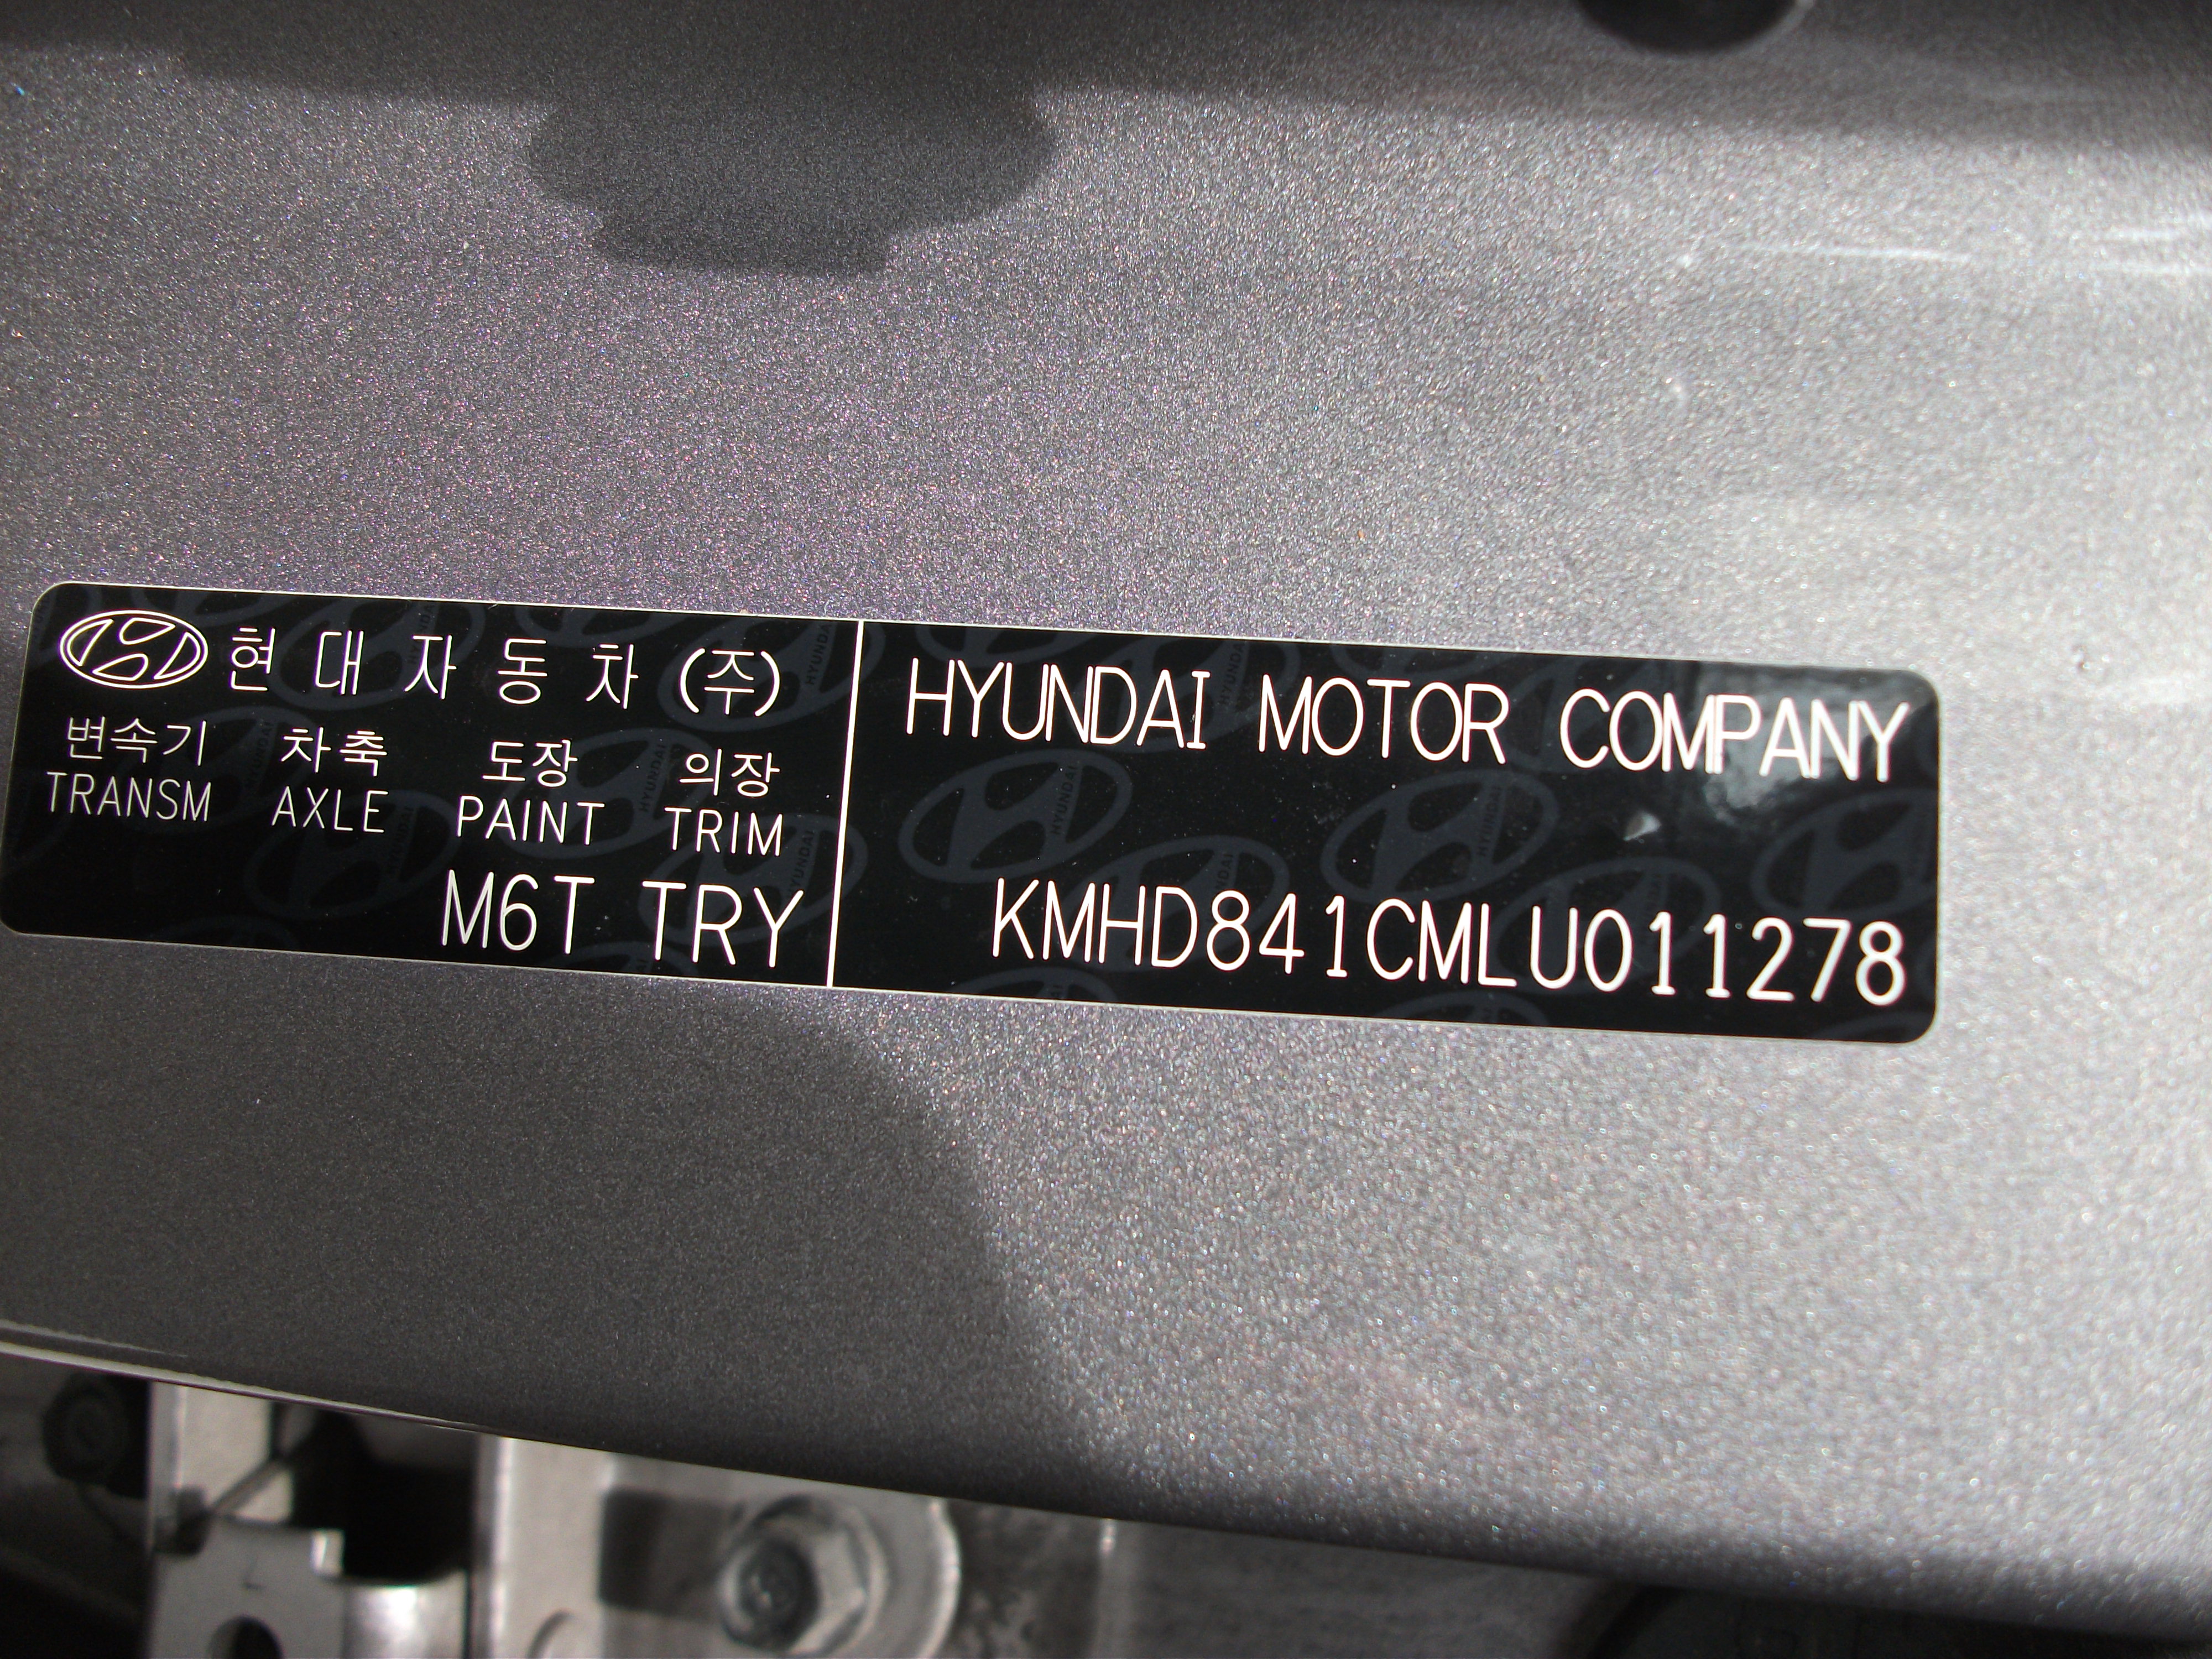 현대자동차(주)
변속기 차축 도장 의장
TRANSM AXLE PAINT TRIM
M6T TRY
HYUNDAI MOTOR COMPANY
KMHD841CMLU011278